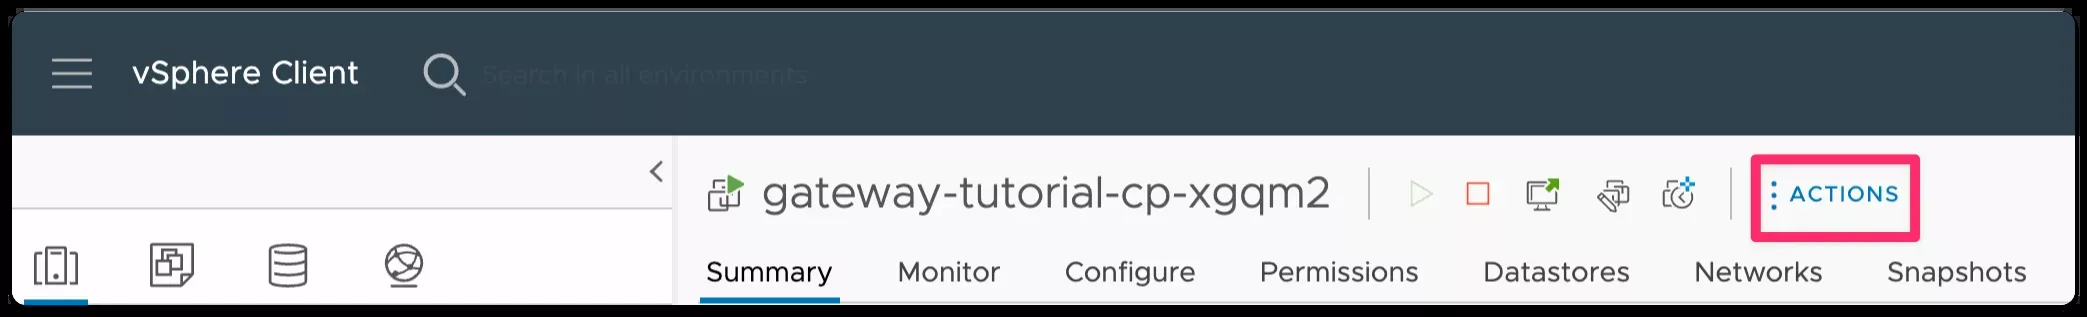 vSphere Client
Search in all environments
gateway-tutorial-cp-xgqm2
ACTIONS
Summary Monitor Configure Permissions Datastores Networks Snapshots